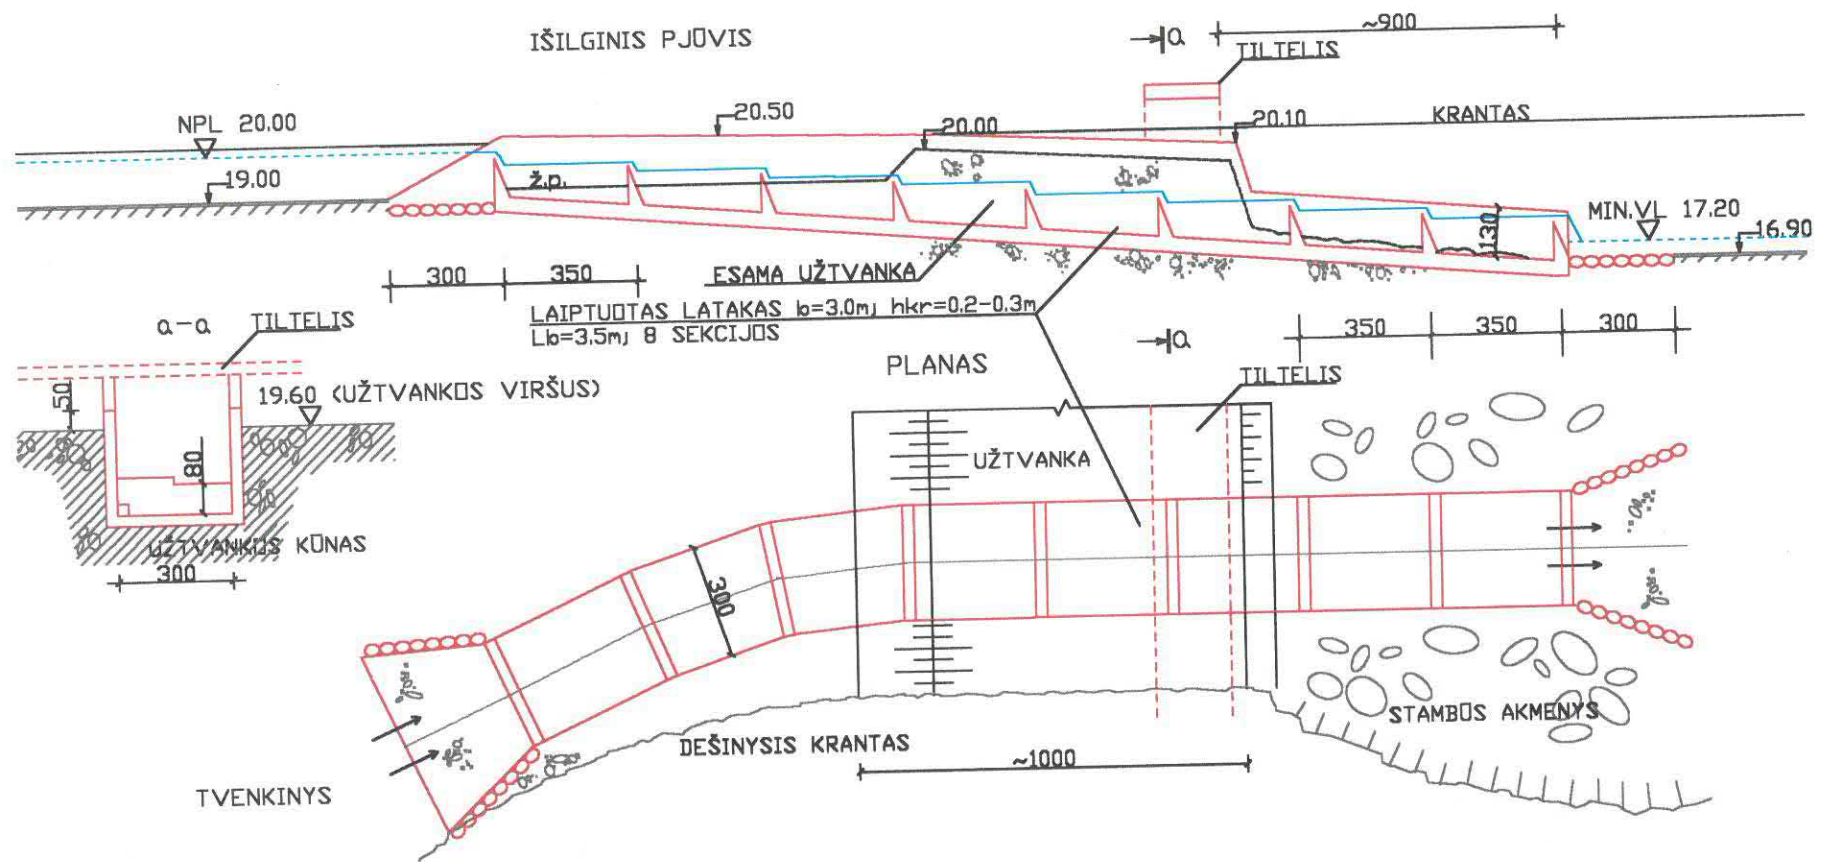 IŠILGINIS PJŪVIS
a
~900
TILTELIS
NPL 20.00
20.50
20.00
20.10
KRANTAS
19.00
ž.p.
130
MIN.VL 17.20
16.90
300
350
ESAMA UŽTVANKA
LAIPTUOTAS LATAKAS b=3.0m; hkr=0.2-0.3m
Lb=3.5m; 8 SEKCIJOS
a-a
TILTELIS
a
350
350
300
PLANAS
TILTELIS
50
19.60 (UŽTVANKOS VIRŠUS)
80
UŽTVANKA
UŽTVANKOS KŪNAS
300
300
STAMBŪS AKMENYS
DEŠINYSIS KRANTAS
~1000
TVENKINYS